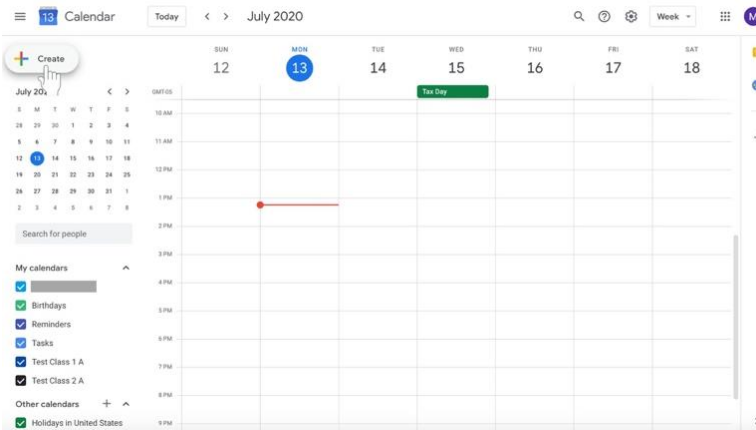 13 Calendar Today July 2020 Week M
Create
SUN MON TUE WED THU FRI SAT
12 13 14 15 16 17 18
July 202
S M T W T F S
28 29 30 1 2 3 4
5 6 7 8 9 10 11
12 13 14 15 16 17 18
19 20 21 22 23 24 25
26 27 28 29 30 31 1
2 3 4 5 6 7 8
GMT-05
Tax Day
10 AM
11 AM
12 PM
1 PM
2 PM
3 PM
4 PM
5 PM
6 PM
7 PM
8 PM
9 PM
Search for people
My calendars
Birthdays
Reminders
Tasks
Test Class 1 A
Test Class 2 A
Other calendars
Holidays in United States